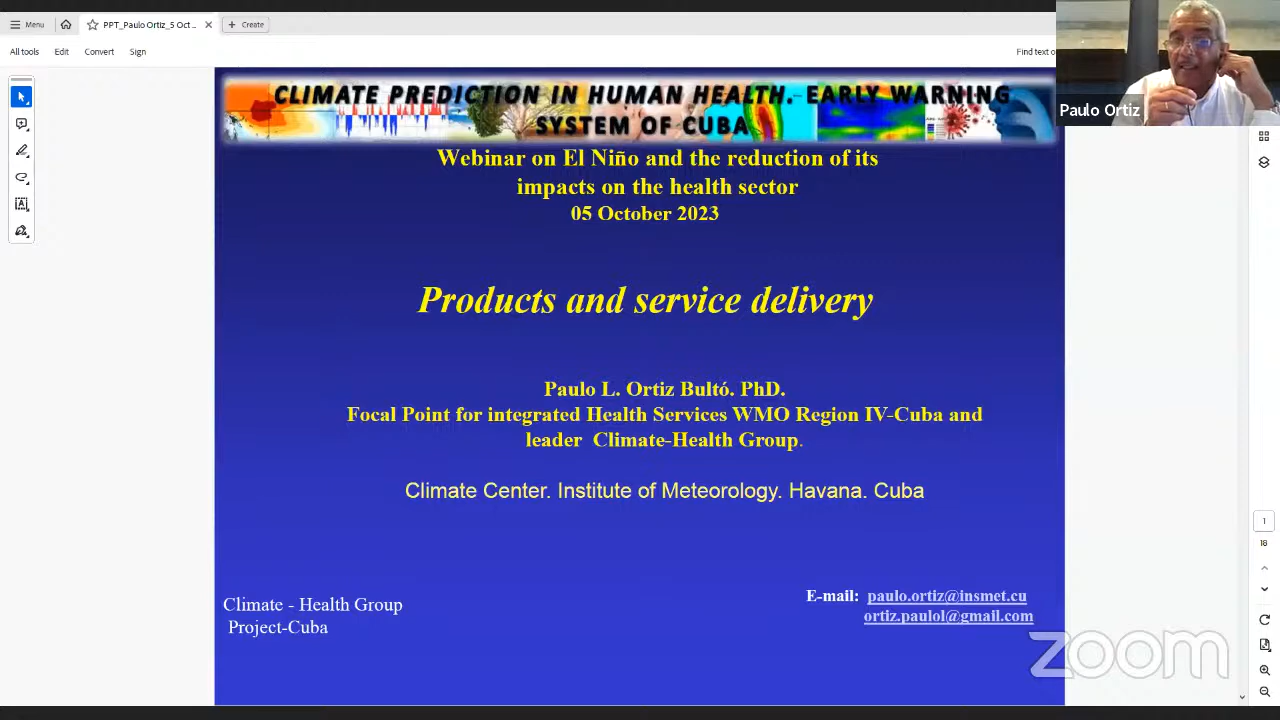 Menu
PPT_Paulo Ortiz_5 Oct...
Create
All tools
Edit
Convert
Sign
Find text o
Paulo Ortiz
CLIMATE PREDICTION IN HUMAN HEALTH. EARLY WARNING
SYSTEM OF CUBA
Webinar on El Niño and the reduction of its
impacts on the health sector
05 October 2023
Products and service delivery
Paulo L. Ortiz Bultó. PhD.
Focal Point for integrated Health Services WMO Region IV-Cuba and
leader Climate-Health Group.
Climate Center. Institute of Meteorology. Havana. Cuba
Climate - Health Group
Project-Cuba
E-mail: paulo.ortiz@insmet.cu
ortiz.paulol@gmail.com
1
18
zoom